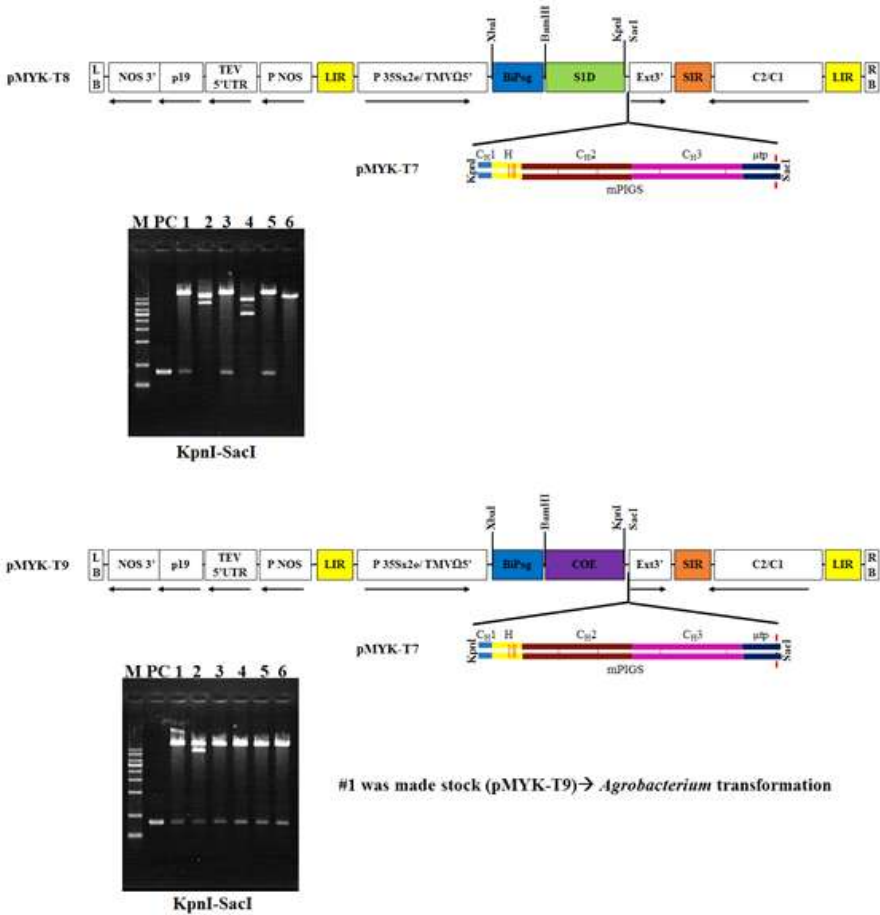 XbaI
BamHI
KpnI
SacI
pMYK-T8
L B
NOS 3'
p19
TEV 5'UTR
P NOS
LIR
P 35Sx2e/ TMVΩ5'
BiPsg
S1D
Ext3'
SIR
C2/C1
LIR
R B
pMYK-T7
KpnI
CH1 H CH2 CH3 μtp
SacI
mPIGS
M PC 1 2 3 4 5 6
KpnI-SacI
XbaI
BamHI
KpnI
SacI
pMYK-T9
L B
NOS 3'
p19
TEV 5'UTR
P NOS
LIR
P 35Sx2e/ TMVΩ5'
BiPsg
COE
Ext3'
SIR
C2/C1
LIR
R B
pMYK-T7
KpnI
CH1 H CH2 CH3 μtp
SacI
mPIGS
M PC 1 2 3 4 5 6
#1 was made stock (pMYK-T9)→ Agrobacterium transformation
KpnI-SacI